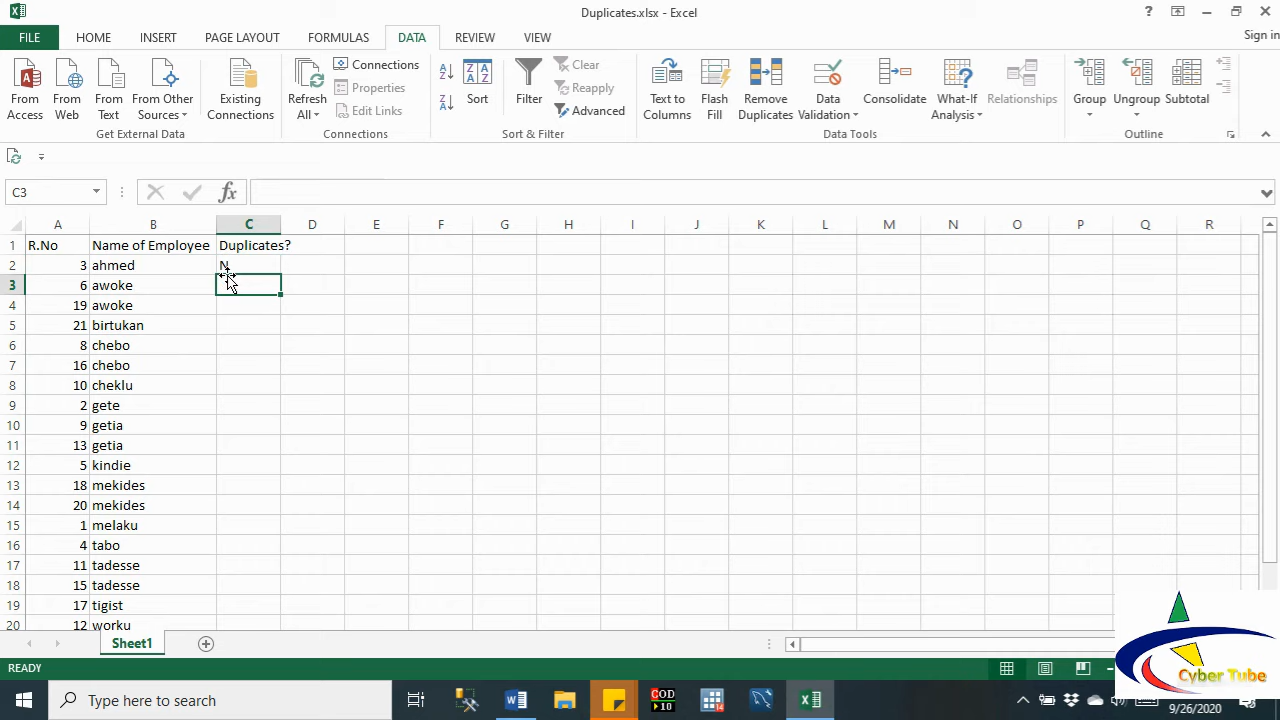 Duplicates.xlsx - Excel
FILE HOME INSERT PAGE LAYOUT FORMULAS DATA REVIEW VIEW Sign in
From Access
From Web
From Text
From Other Sources
Get External Data
Existing Connections
Refresh All
Connections
Properties
Edit Links
Connections
Sort
Filter
Clear
Reapply
Advanced
Sort & Filter
Text to Columns
Flash Fill
Remove Duplicates
Data Validation
Consolidate
What-If Analysis
Relationships
Data Tools
Group
Ungroup
Subtotal
Outline
C3
fx
A B C D E F G H I J K L M N O P Q R
1 R.No Name of Employee Duplicates?
2 3 ahmed N
3 6 awoke
4 19 awoke
5 21 birtukan
6 8 chebo
7 16 chebo
8 10 cheklu
9 2 gete
10 9 getia
11 13 getia
12 5 kindie
13 18 mekides
14 20 mekides
15 1 melaku
16 4 tabo
17 11 tadesse
18 15 tadesse
19 17 tigist
20 12 worku
Sheet1
READY
Cyber Tube
Type here to search
COD
10
9/26/2020